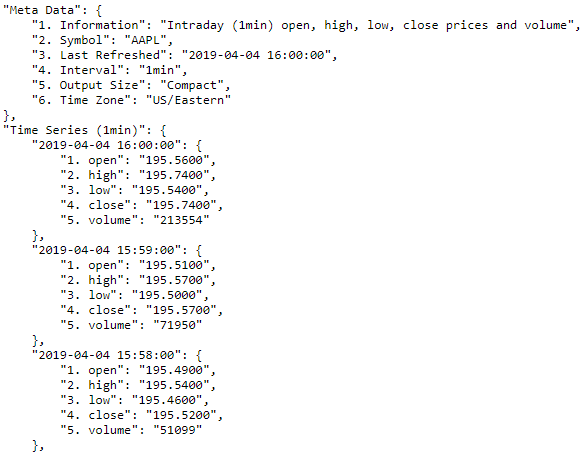 "Meta Data": {
"1. Information": "Intraday (1min) open, high, low, close prices and volume",
"2. Symbol": "AAPL",
"3. Last Refreshed": "2019-04-04 16:00:00",
"4. Interval": "1min",
"5. Output Size": "Compact",
"6. Time Zone": "US/Eastern"
},
"Time Series (1min)": {
"2019-04-04 16:00:00": {
"1. open": "195.5600",
"2. high": "195.7400",
"3. low": "195.5400",
"4. close": "195.7400",
"5. volume": "213554"
},
"2019-04-04 15:59:00": {
"1. open": "195.5100",
"2. high": "195.5700",
"3. low": "195.5000",
"4. close": "195.5700",
"5. volume": "71950"
},
"2019-04-04 15:58:00": {
"1. open": "195.4900",
"2. high": "195.5400",
"3. low": "195.4600",
"4. close": "195.5200",
"5. volume": "51099"
},